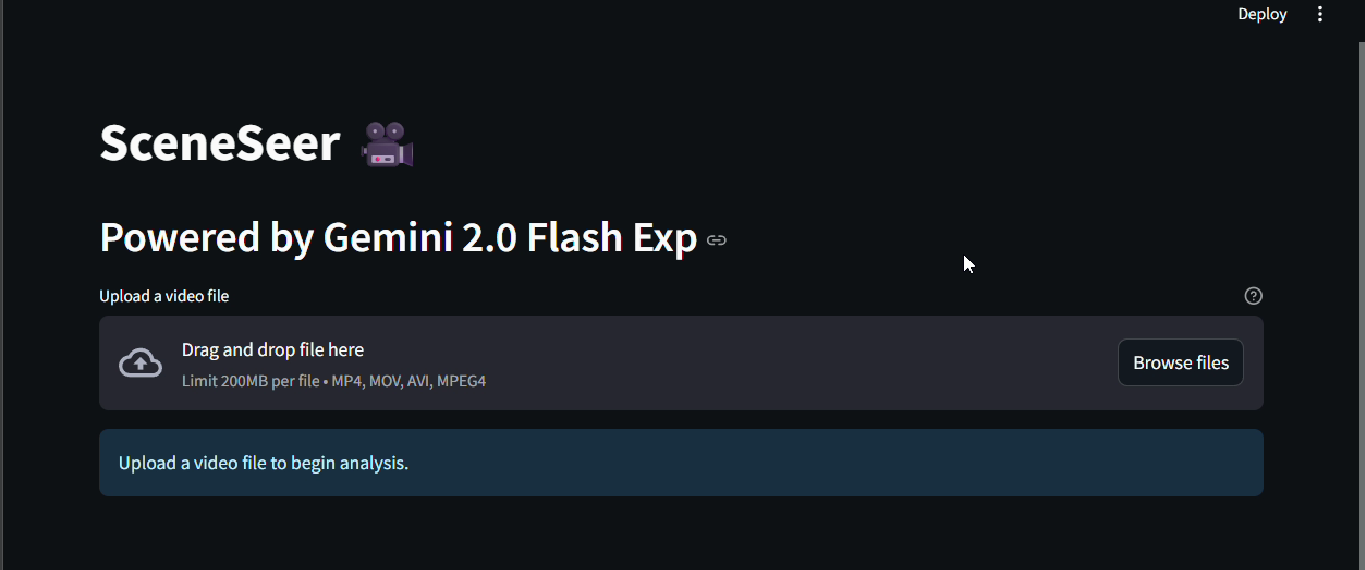 Deploy
SceneSeer
Powered by Gemini 2.0 Flash Exp
Upload a video file
Drag and drop file here
Limit 200MB per file • MP4, MOV, AVI, MPEG4
Browse files
Upload a video file to begin analysis.